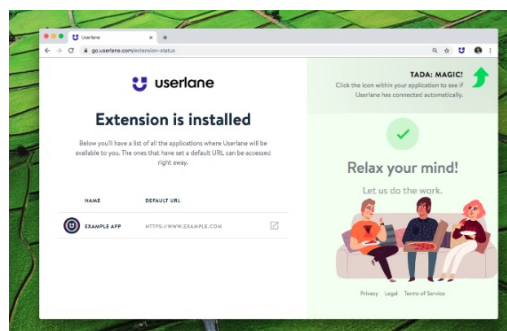 Userlane
go.userlane.com/extension-status
userlane
Extension is installed
Below you'll have a list of all the applications where Userlane will be
available to you. The ones that have set a default URL can be accessed
right away.
NAME DEFAULT URL
EXAMPLE APP HTTPS://WWW.EXAMPLE.COM
TADA: MAGIC!
Click the icon within your application to see if
Userlane has connected automatically.
Relax your mind!
Let us do the work.
Privacy Legal Terms of Service